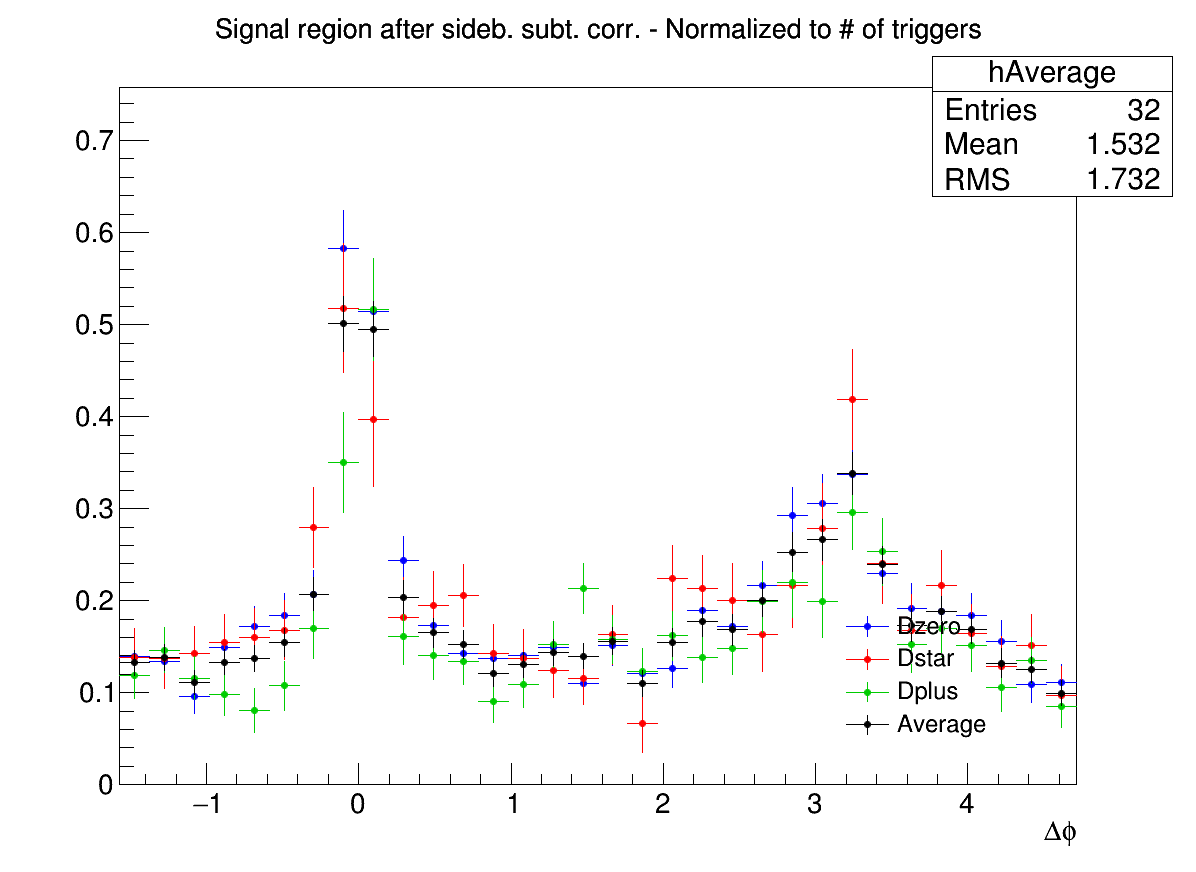 Signal region after sideb. subt. corr. - Normalized to # of triggers
hAverage
Entries 32
Mean 1.532
RMS 1.732
0.7
0.6
0.5
0.4
0.3
0.2
0.1
0
Dzero
Dstar
Dplus
Average
−1 0 1 2 3 4
Δϕ